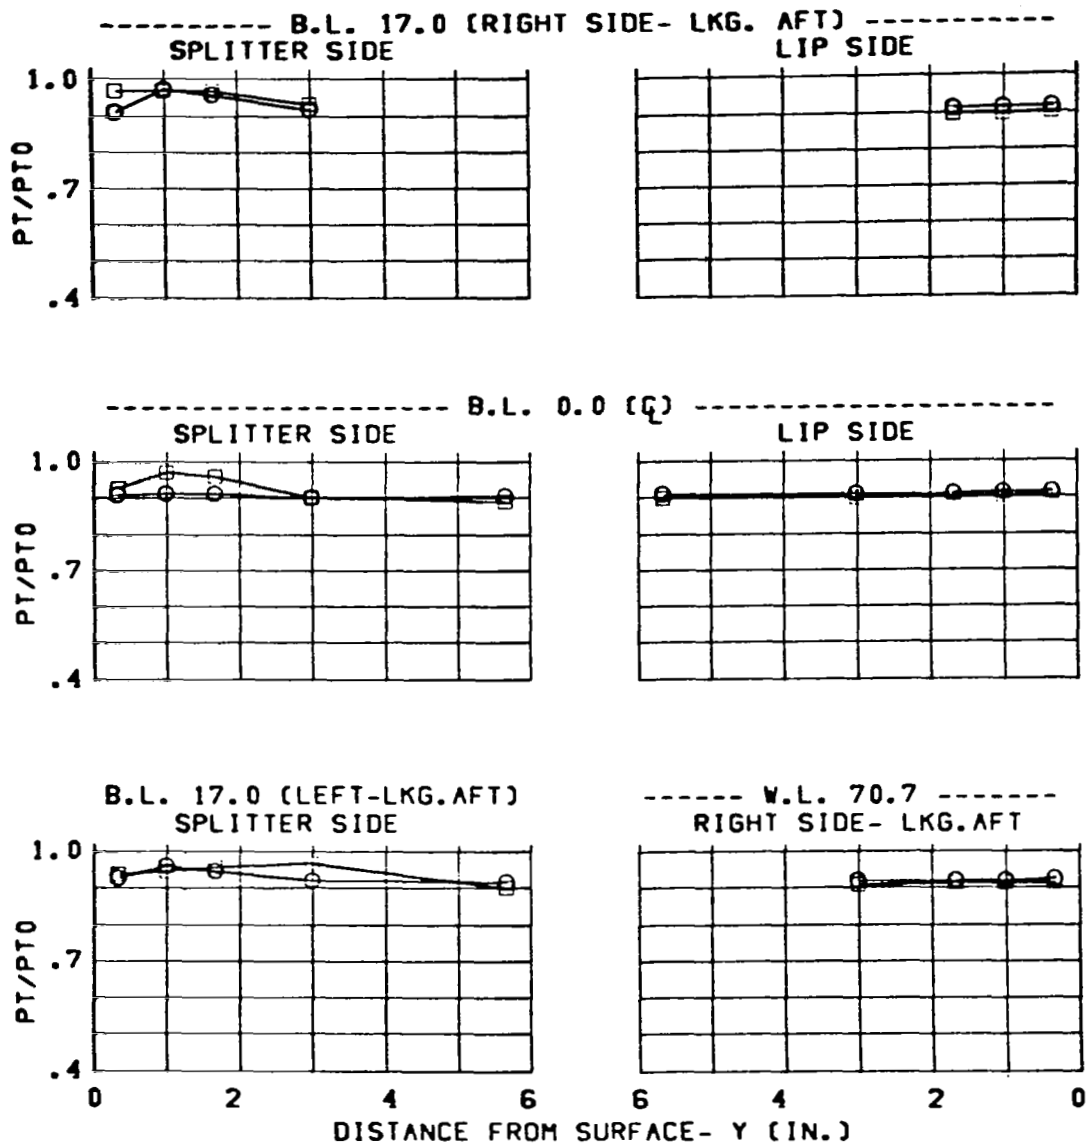 ---------- B.L. 17.0 (RIGHT SIDE- LKG. AFT) ------------
SPLITTER SIDE LIP SIDE
1.0
.7
.4
PT/PTO
-------------------- B.L. 0.0 (℄) ---------------------
SPLITTER SIDE LIP SIDE
1.0
.7
.4
PT/PTO
B.L. 17.0 (LEFT-LKG.AFT) ------ W.L. 70.7 -------
SPLITTER SIDE RIGHT SIDE- LKG.AFT
1.0
.7
.4
PT/PTO
0 2 4 6 6 4 2 0
DISTANCE FROM SURFACE- Y (IN.)